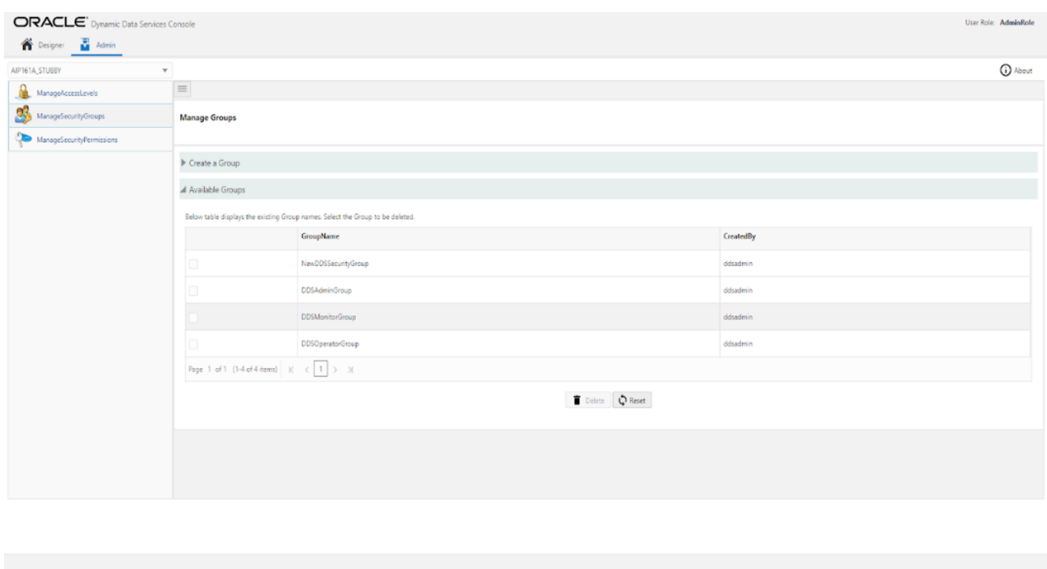 ORACLE Dynamic Data Services Console
User Role: AdminRole
Designer Admin
AIP161A_STUBBY
About
ManageAccessLevels
ManageSecurityGroups
ManageSecurityPermissions
Manage Groups
Create a Group
Available Groups
Below table displays the existing Group names. Select the Group to be deleted.
GroupName CreatedBy
NewDDSSecurityGroup ddsadmin
DDSAdminGroup ddsadmin
DDSMonitorGroup ddsadmin
DDSOperatorGroup ddsadmin
Page 1 of 1 (1-4 of 4 items) 1
Delete Reset